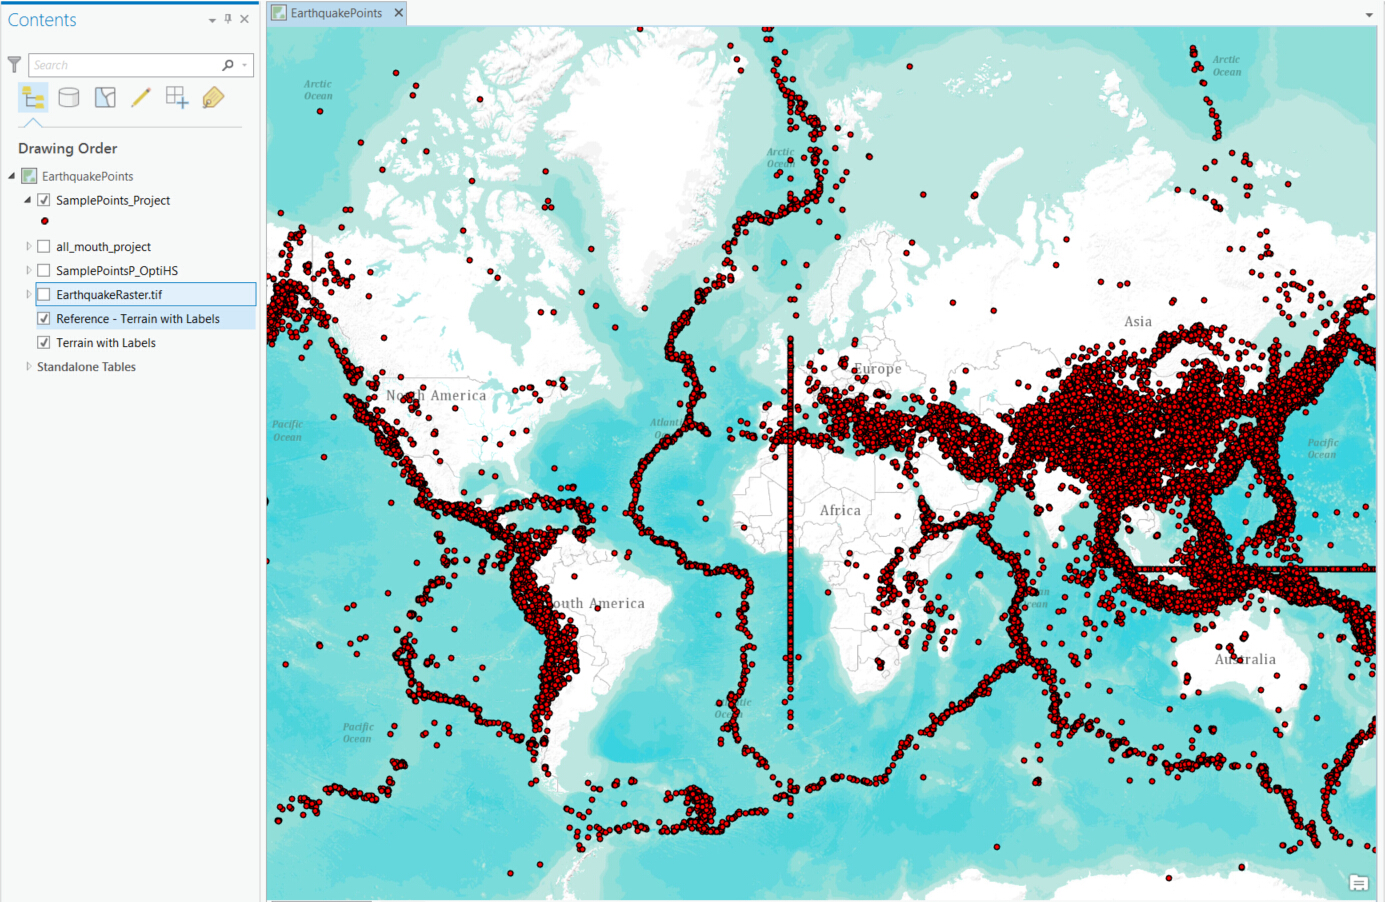 Contents
EarthquakePoints
Search
Drawing Order
EarthquakePoints
SamplePoints_Project
all_mouth_project
SamplePointsP_OptiHS
EarthquakeRaster.tif
Reference - Terrain with Labels
Terrain with Labels
Standalone Tables
Arctic
Ocean
Arctic
Ocean
Arctic
Ocean
Asia
Europe
North America
Pacific
Ocean
Atlantic
Pacific
Ocean
Africa
South America
Ocean
Australia
Atlantic
Ocean
Pacific
Ocean